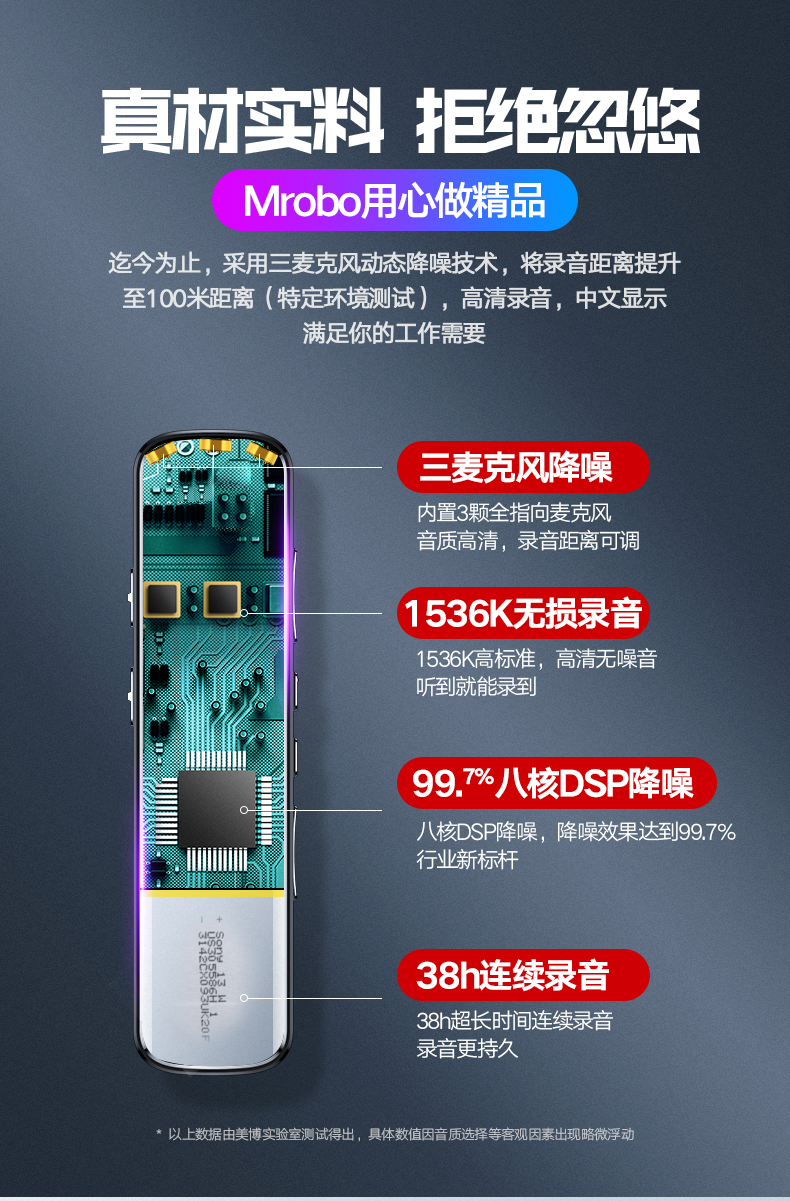 真材实料 拒绝忽悠
Mrobo用心做精品
迄今为止，采用三麦克风动态降噪技术，将录音距离提升
至100米距离（特定环境测试），高清录音，中文显示
满足你的工作需要
三麦克风降噪
内置3颗全指向麦克风
音质高清，录音距离可调
1536K无损录音
1536K高标准，高清无噪音
听到就能录到
99.7%八核DSP降噪
八核DSP降噪，降噪效果达到99.7%
行业新标杆
+ -
Sony 13 W
US305586H 1
3142CX093UK20F
38h连续录音
38h超长时间连续录音
录音更持久
* 以上数据由美博实验室测试得出，具体数值因音质选择等客观因素出现略微浮动